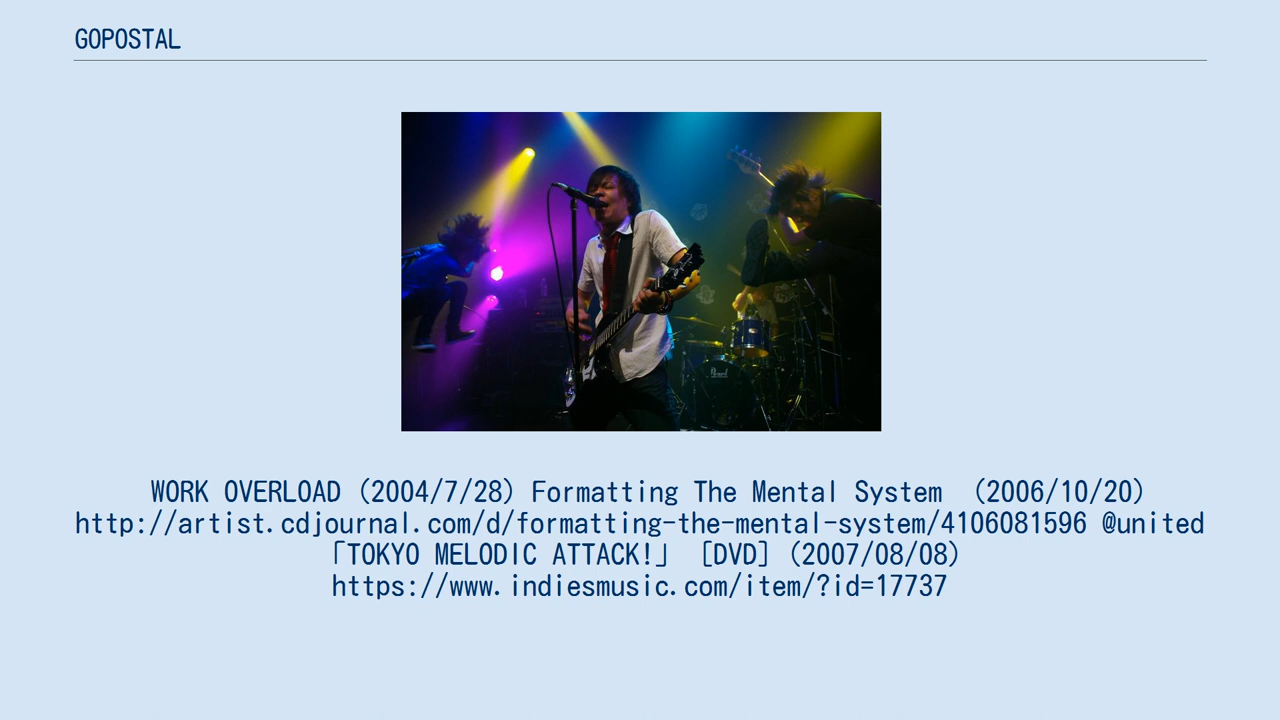 GOPOSTAL
WORK OVERLOAD (2004/7/28) Formatting The Mental System (2006/10/20)
http://artist.cdjournal.com/d/formatting-the-mental-system/4106081596 @united
「TOKYO MELODIC ATTACK!」 [DVD] (2007/08/08)
https://www.indiesmusic.com/item/?id=17737